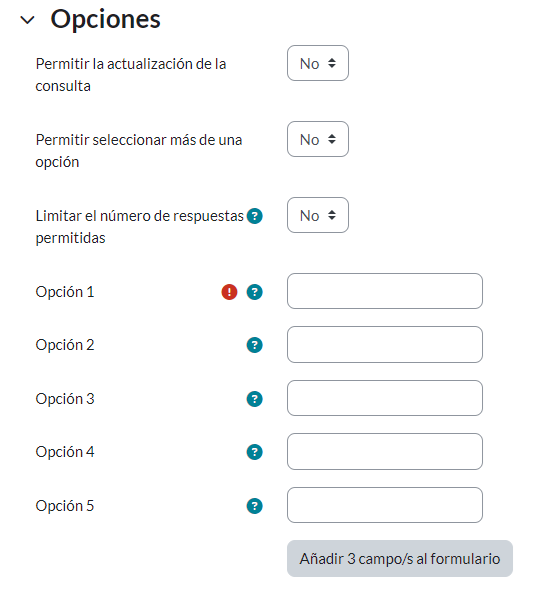 Opciones
Permitir la actualización de la
consulta
No
Permitir seleccionar más de una
opción
No
Limitar el número de respuestas
permitidas
?
No
Opción 1
!
?
Opción 2
?
Opción 3
?
Opción 4
?
Opción 5
?
Añadir 3 campo/s al formulario